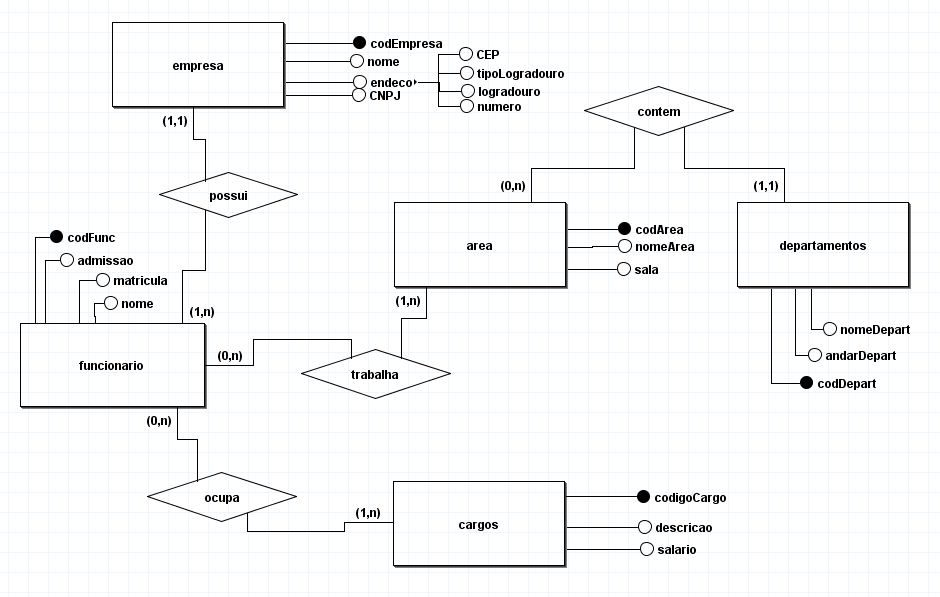 empresa
codEmpresa
nome
endeco
CNPJ
CEP
tipoLogradouro
logradouro
numero
(1,1)
possui
contem
(0,n)
(1,1)
codFunc
admissao
matricula
nome
(1,n)
area
codArea
nomeArea
sala
departamentos
(1,n)
nomeDepart
andarDepart
codDepart
funcionario
(0,n)
trabalha
(0,n)
ocupa
(1,n)
cargos
codigoCargo
descricao
salario